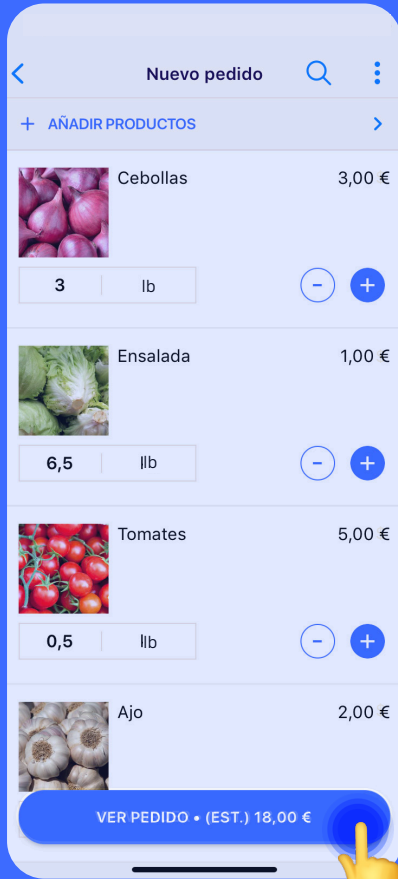 Nuevo pedido
+ AÑADIR PRODUCTOS
Cebollas 3,00 €
3 lb
Ensalada 1,00 €
6,5 lb
Tomates 5,00 €
0,5 lb
Ajo 2,00 €
VER PEDIDO • (EST.) 18,00 €